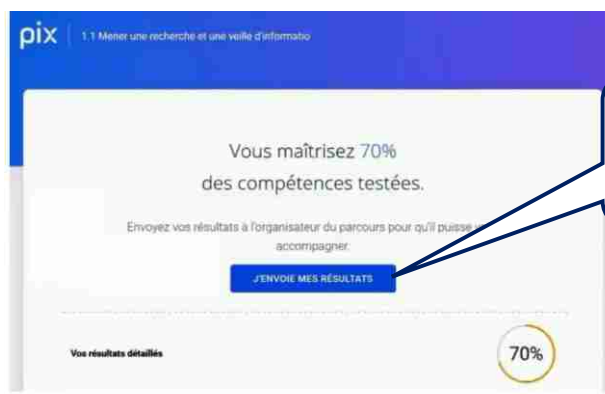 pix
1.1 Mener une recherche et une veille d'informatio
Vous maîtrisez 70%
des compétences testées.
Envoyez vos résultats à l'organisateur du parcours pour qu'il puisse
accompagner.
J'ENVOIE MES RÉSULTATS
Vos résultats détaillés
70%